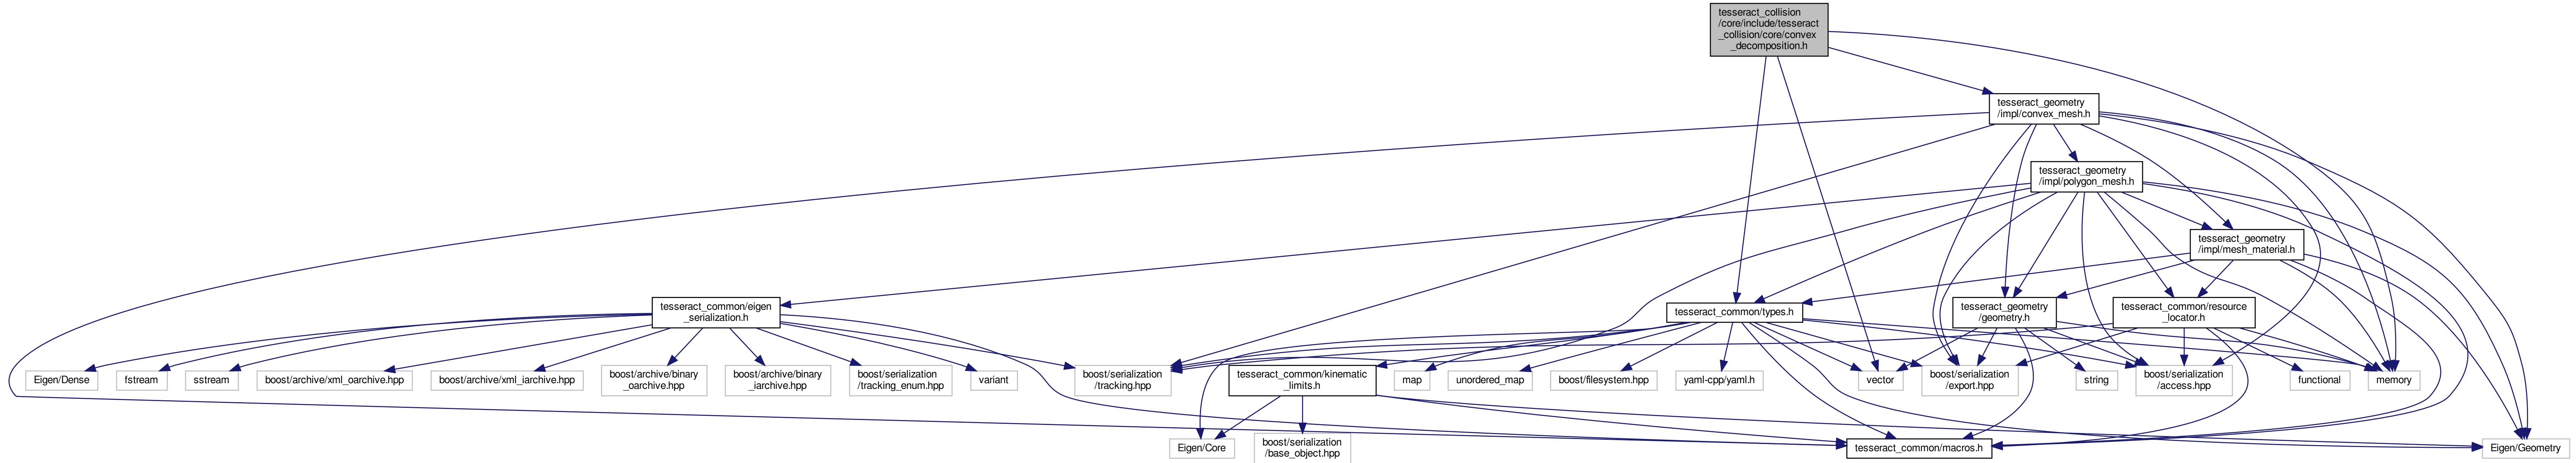 tesseract_collision
/core/include/tesseract
_collision/core/convex
_decomposition.h
tesseract_geometry
/impl/convex_mesh.h
tesseract_geometry
/impl/polygon_mesh.h
tesseract_geometry
/impl/mesh_material.h
tesseract_common/eigen
_serialization.h
tesseract_common/types.h
tesseract_geometry
/geometry.h
tesseract_common/resource
_locator.h
Eigen/Dense
fstream
sstream
boost/archive/xml_oarchive.hpp
boost/archive/xml_iarchive.hpp
boost/archive/binary
_oarchive.hpp
boost/archive/binary
_iarchive.hpp
boost/serialization
/tracking_enum.hpp
variant
boost/serialization
/tracking.hpp
tesseract_common/kinematic
_limits.h
map
unordered_map
boost/filesystem.hpp
yaml-cpp/yaml.h
vector
boost/serialization
/export.hpp
string
boost/serialization
/access.hpp
functional
memory
Eigen/Core
boost/serialization
/base_object.hpp
tesseract_common/macros.h
Eigen/Geometry